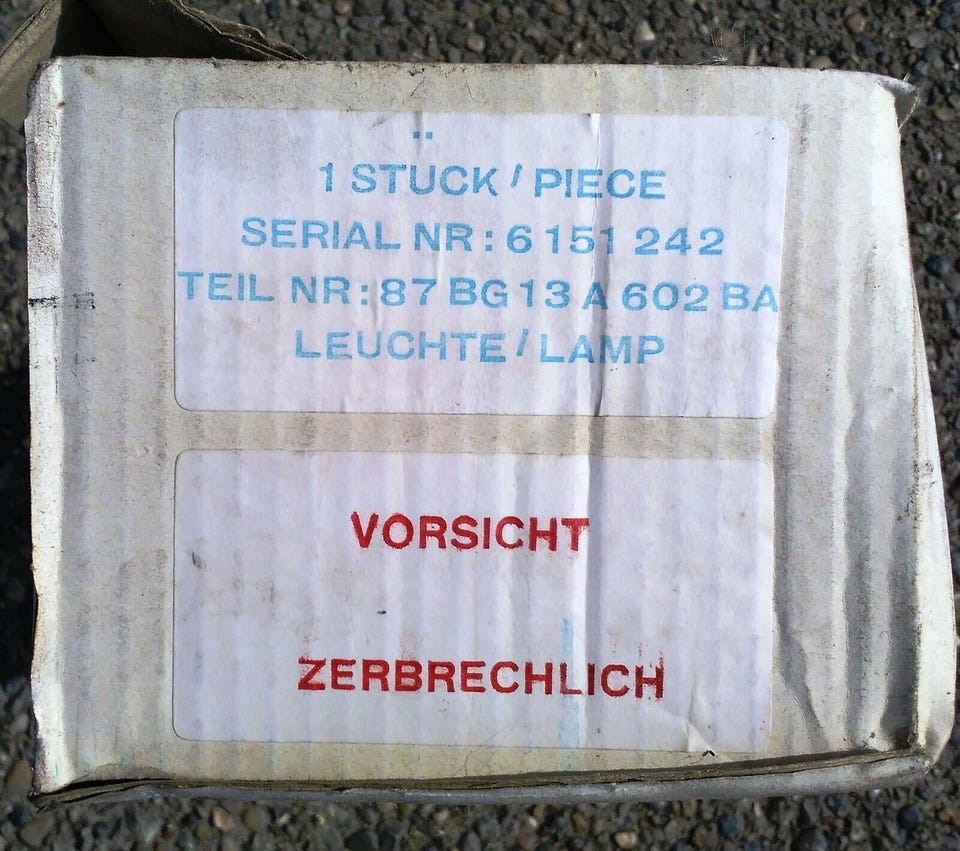 1 STÜCK / PIECE
SERIAL NR : 6 151 242
TEIL NR : 87 BG 13 A 602 BA
LEUCHTE / LAMP
VORSICHT
ZERBRECHLICH